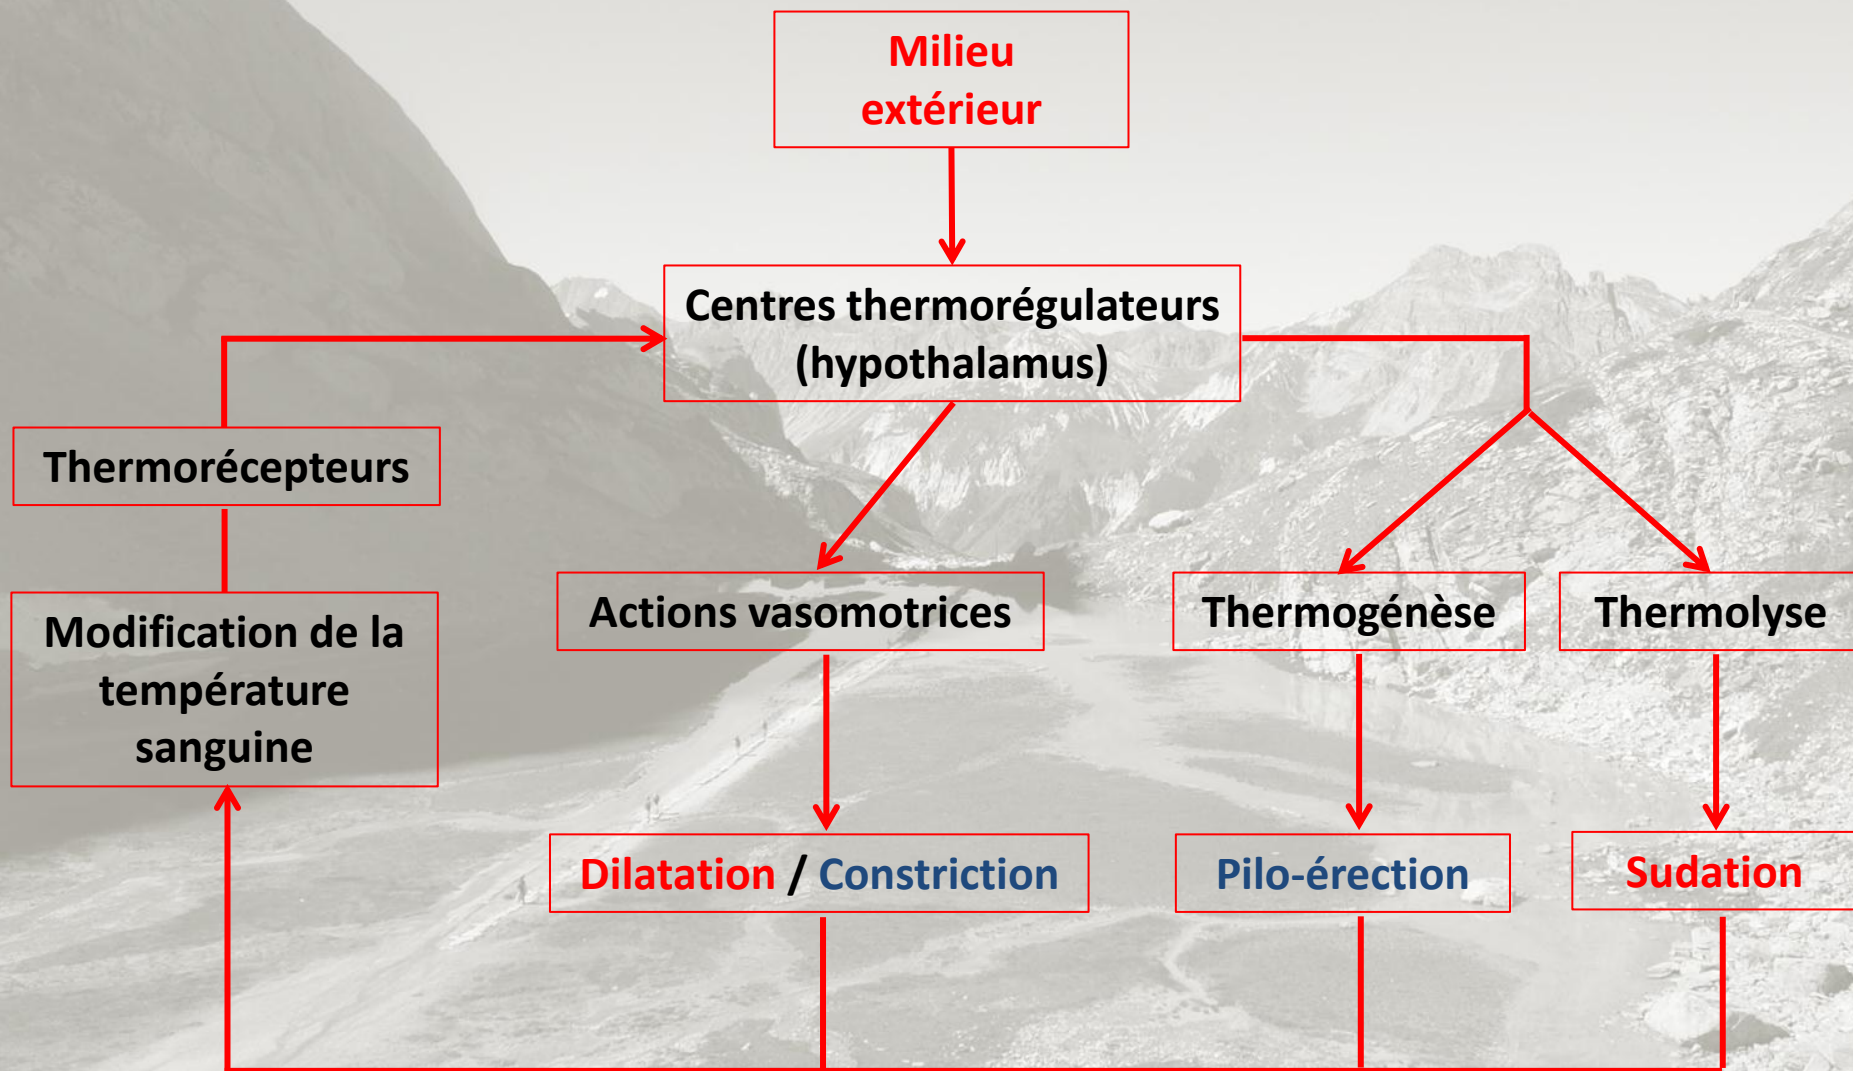 Milieu
extérieur
Centres thermorégulateurs
(hypothalamus)
Thermorécepteurs
Modification de la
température
sanguine
Actions vasomotrices
Thermogénèse
Thermolyse
Dilatation / Constriction
Pilo-érection
Sudation